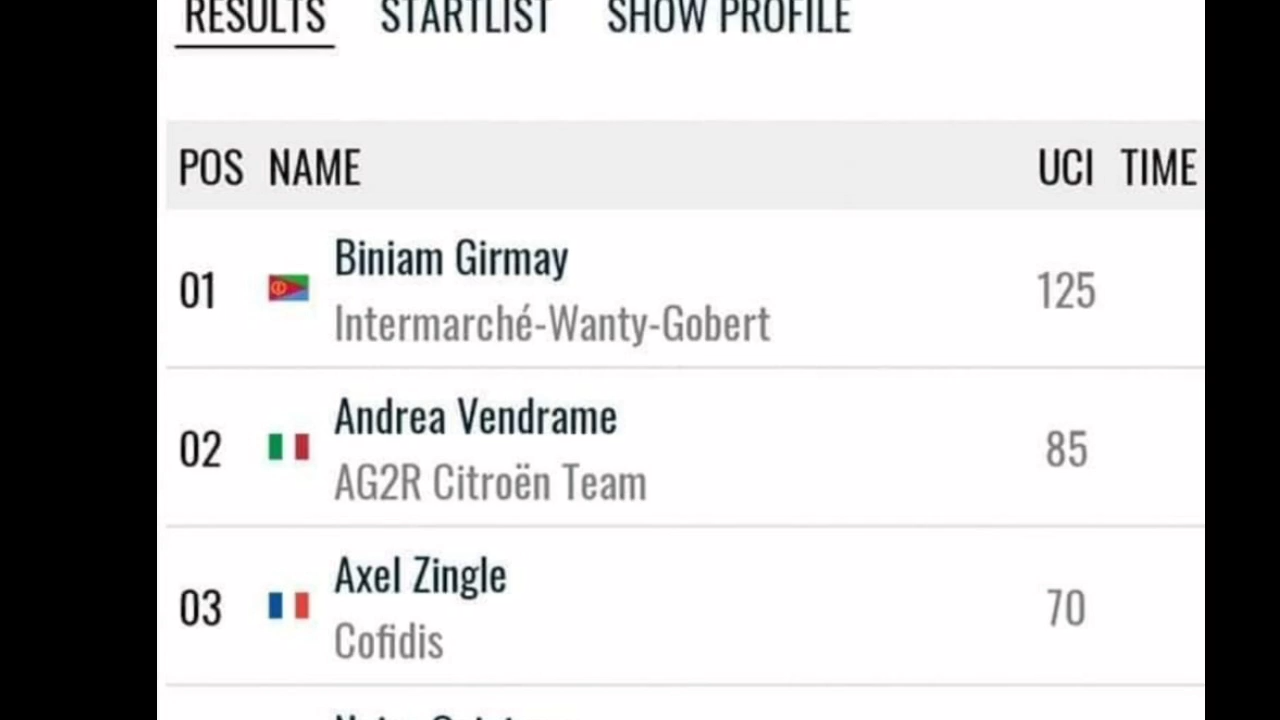 RESULTS STARTLIST SHOW PROFILE
POS NAME UCI TIME
01 Biniam Girmay 125
Intermarché-Wanty-Gobert
02 Andrea Vendrame 85
AG2R Citroën Team
03 Axel Zingle 70
Cofidis